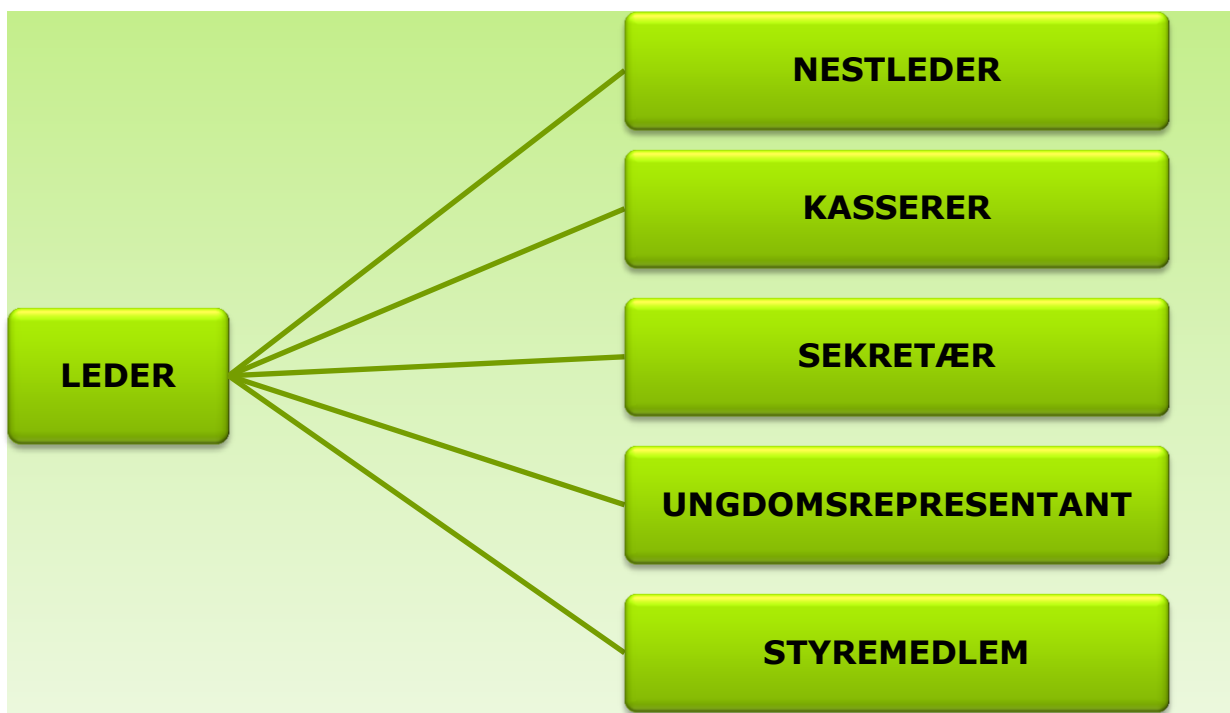 NESTLEDER
KASSERER
LEDER
SEKRETÆR
UNGDOMSREPRESENTANT
STYREMEDLEM